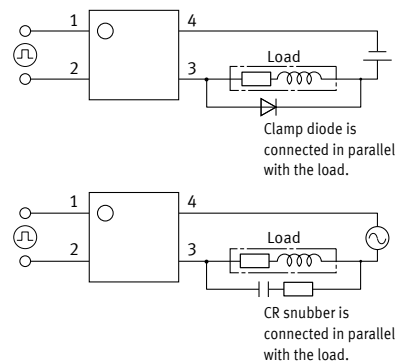 1
4
2
3
Load
Clamp diode is
connected in parallel
with the load.
1
4
2
3
Load
CR snubber is
connected in parallel
with the load.